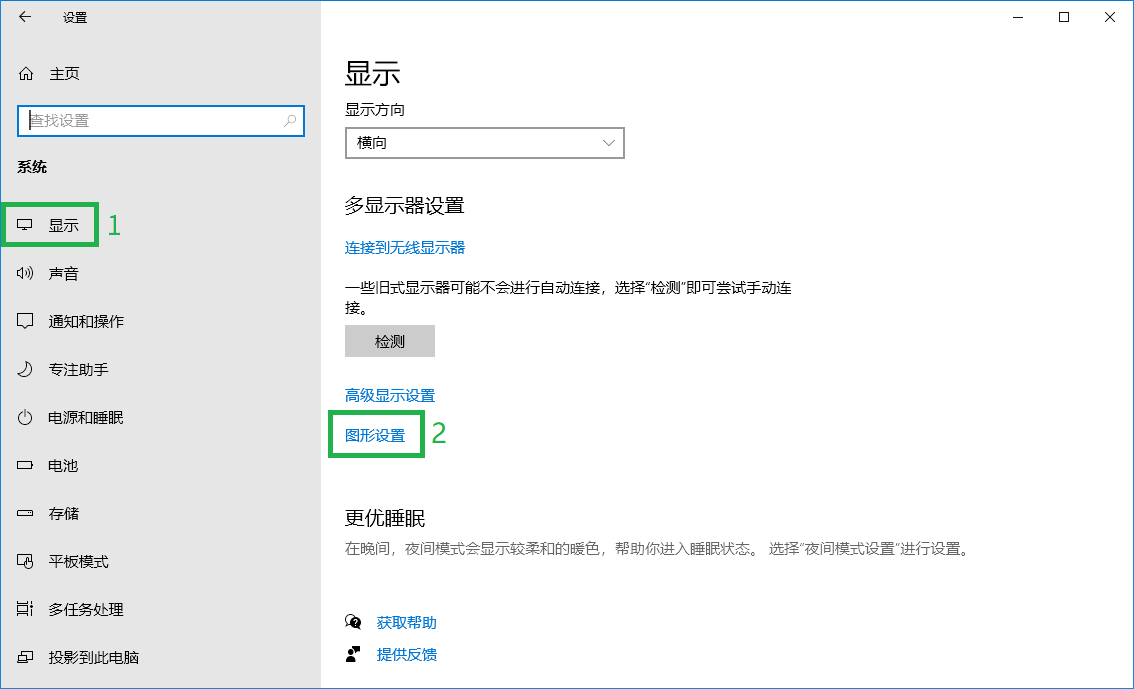 设置
主页
查找设置
系统
显示 1
声音
通知和操作
专注助手
电源和睡眠
电池
存储
平板模式
多任务处理
投影到此电脑
显示
显示方向
横向
多显示器设置
连接到无线显示器
一些旧式显示器可能不会进行自动连接，选择“检测”即可尝试手动连
接。
检测
高级显示设置
图形设置 2
更优睡眠
在晚间，夜间模式会显示较柔和的暖色，帮助你进入睡眠状态。 选择“夜间模式设置”进行设置。
获取帮助
提供反馈